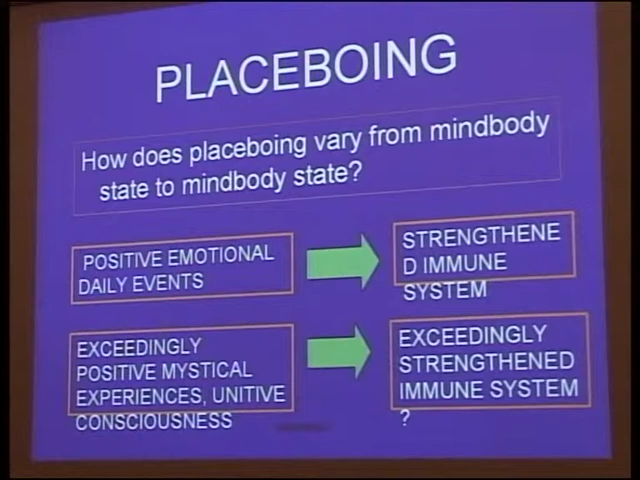 PLACEBOING
How does placeboing vary from mindbody
state to mindbody state?
POSITIVE EMOTIONAL
DAILY EVENTS
STRENGTHENE
D IMMUNE
SYSTEM
EXCEEDINGLY
POSITIVE MYSTICAL
EXPERIENCES, UNITIVE
CONSCIOUSNESS
EXCEEDINGLY
STRENGTHENED
IMMUNE SYSTEM
?